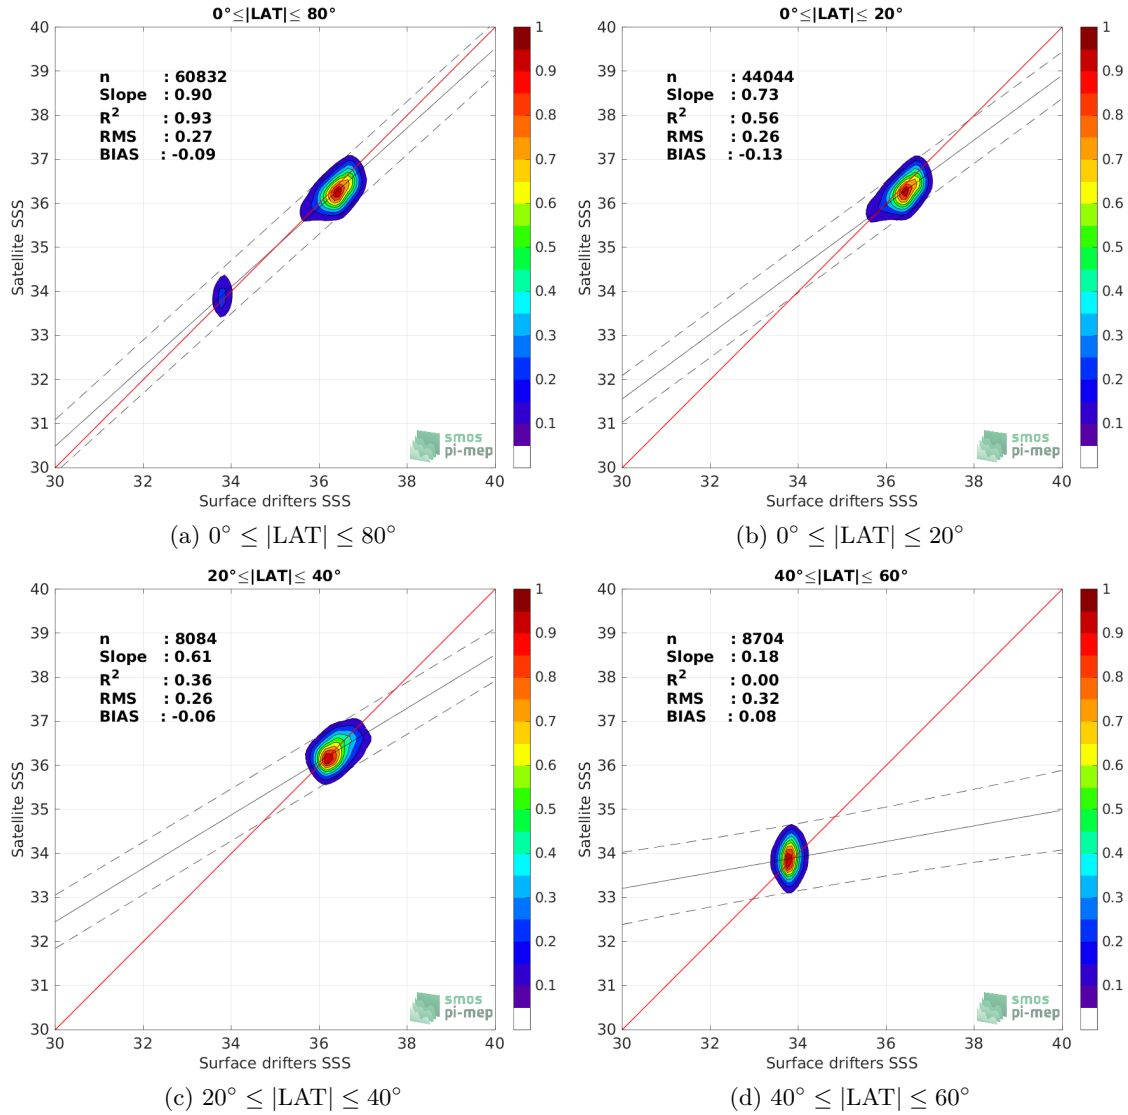 0°≤|LAT|≤ 80°
40
39
38
37
36
35
34
33
32
31
30
Satellite SSS
n : 60832
Slope : 0.90
R² : 0.93
RMS : 0.27
BIAS : -0.09
smos
pi-mep
30 32 34 36 38 40
Surface drifters SSS
1
0.9
0.8
0.7
0.6
0.5
0.4
0.3
0.2
0.1
(a) 0° ≤ |LAT| ≤ 80°
0°≤|LAT|≤ 20°
40
39
38
37
36
35
34
33
32
31
30
Satellite SSS
n : 44044
Slope : 0.73
R² : 0.56
RMS : 0.26
BIAS : -0.13
smos
pi-mep
30 32 34 36 38 40
Surface drifters SSS
1
0.9
0.8
0.7
0.6
0.5
0.4
0.3
0.2
0.1
(b) 0° ≤ |LAT| ≤ 20°
20°≤|LAT|≤ 40°
40
39
38
37
36
35
34
33
32
31
30
Satellite SSS
n : 8084
Slope : 0.61
R² : 0.36
RMS : 0.26
BIAS : -0.06
smos
pi-mep
30 32 34 36 38 40
Surface drifters SSS
1
0.9
0.8
0.7
0.6
0.5
0.4
0.3
0.2
0.1
(c) 20° ≤ |LAT| ≤ 40°
40°≤|LAT|≤ 60°
40
39
38
37
36
35
34
33
32
31
30
Satellite SSS
n : 8704
Slope : 0.18
R² : 0.00
RMS : 0.32
BIAS : 0.08
smos
pi-mep
30 32 34 36 38 40
Surface drifters SSS
1
0.9
0.8
0.7
0.6
0.5
0.4
0.3
0.2
0.1
(d) 40° ≤ |LAT| ≤ 60°